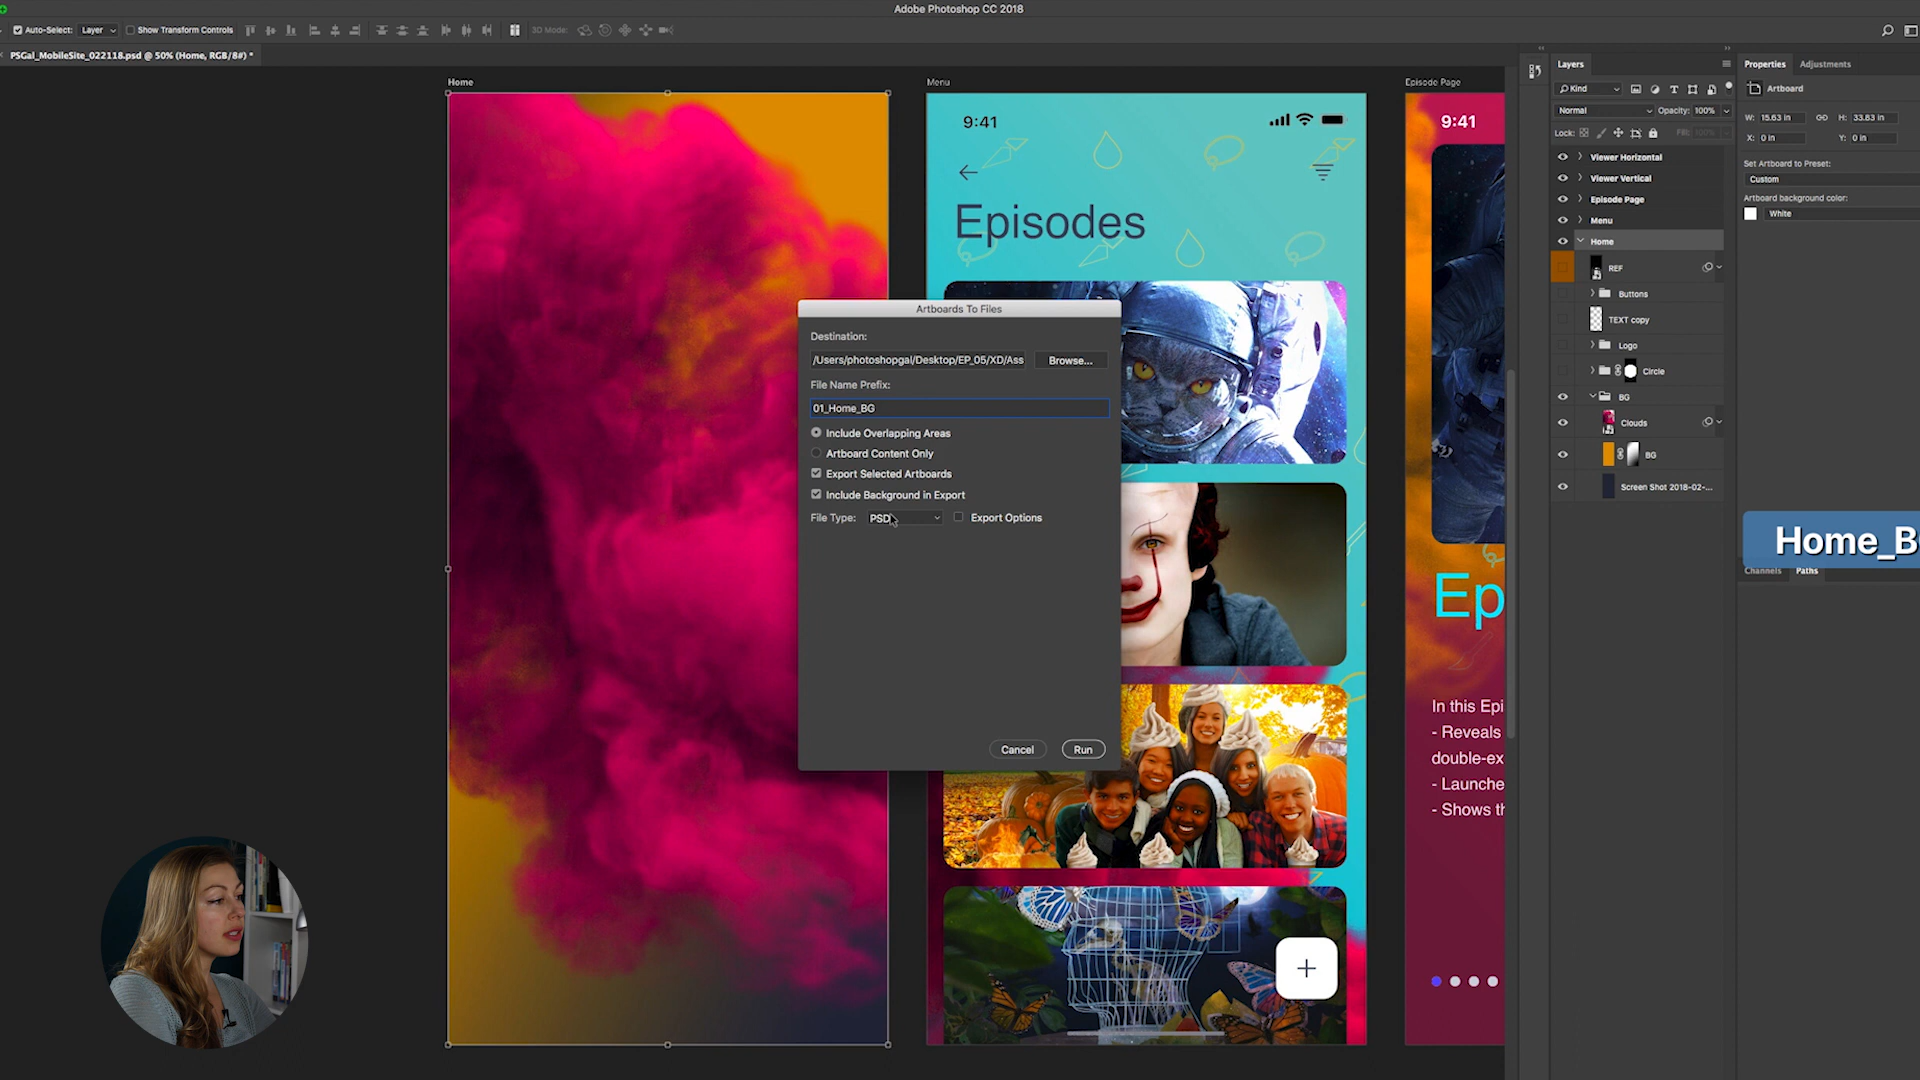 Adobe Photoshop CC 2018
Auto-Select: Layer Show Transform Controls 3D Mode:
PSGal_MobileSite_022118.psd @ 50% (Home, RGB/8#) *
Home
Menu
Episode Page
9:41
Episodes
9:41
Ep
In this Epi
- Reveals
double-ex
- Launche
- Shows th
Artboards To Files
Destination:
/Users/photoshopgal/Desktop/EP_05/XD/Ass
Browse...
File Name Prefix:
01_Home_BG
Include Overlapping Areas
Artboard Content Only
Export Selected Artboards
Include Background in Export
File Type: PSD Export Options
Cancel Run
Layers
Kind
Normal Opacity: 100%
Lock: Fill: 100%
Viewer Horizontal
Viewer Vertical
Episode Page
Menu
Home
REF
Buttons
TEXT copy
Logo
Circle
BG
Clouds
BG
Screen Shot 2018-02-...
Properties Adjustments
Artboard
W: 15.63 in H: 33.83 in
X: 0 in Y: 0 in
Set Artboard to Preset:
Custom
Artboard background color:
White
Home_B
Channels Paths